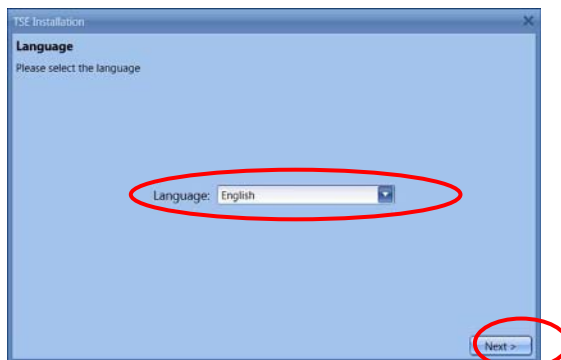 TSE Installation
Language
Please select the language
Language: English
Next >